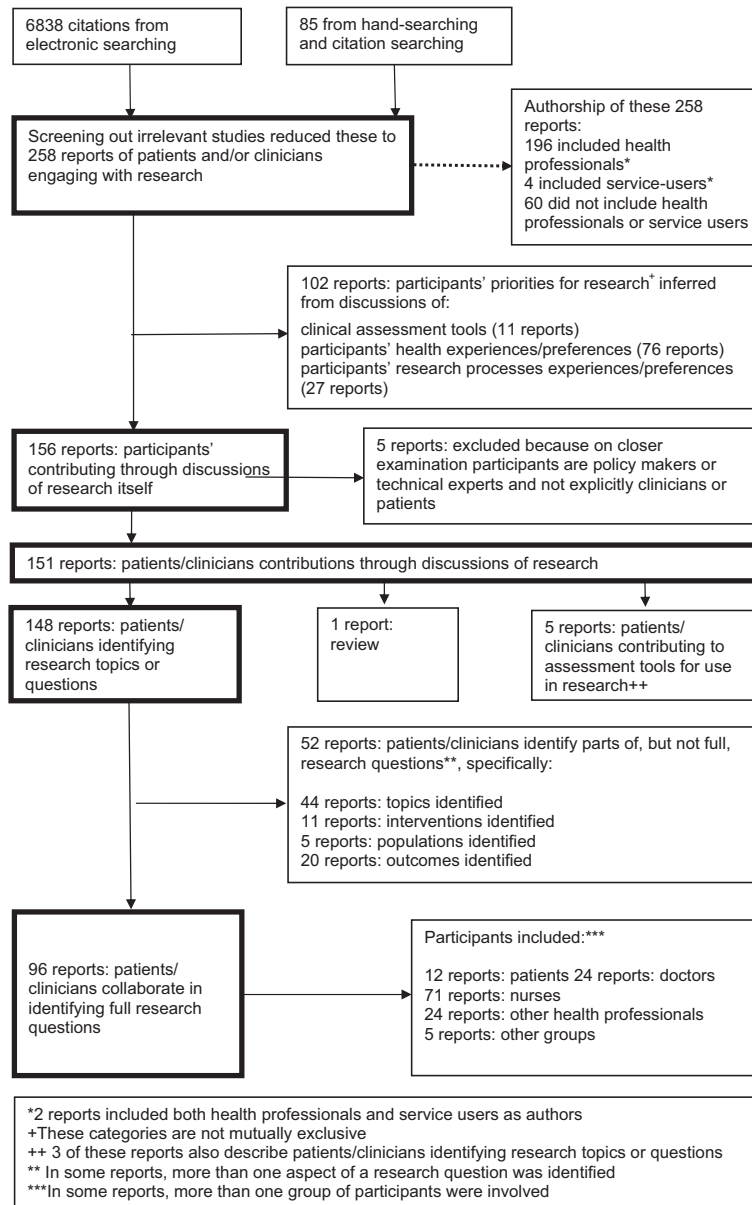 6838 citations from
electronic searching
85 from hand-searching
and citation searching
Screening out irrelevant studies reduced these to
258 reports of patients and/or clinicians
engaging with research
Authorship of these 258
reports:
196 included health
professionals*
4 included service-users*
60 did not include health
professionals or service users
102 reports: participants' priorities for research+ inferred
from discussions of:
clinical assessment tools (11 reports)
participants' health experiences/preferences (76 reports)
participants' research processes experiences/preferences
(27 reports)
156 reports: participants'
contributing through discussions
of research itself
5 reports: excluded because on closer
examination participants are policy makers or
technical experts and not explicitly clinicians or
patients
151 reports: patients/clinicians contributions through discussions of research
148 reports: patients/
clinicians identifying
research topics or
questions
1 report:
review
5 reports: patients/
clinicians contributing to
assessment tools for use
in research++
52 reports: patients/clinicians identify parts of, but not full,
research questions**, specifically:
44 reports: topics identified
11 reports: interventions identified
5 reports: populations identified
20 reports: outcomes identified
96 reports: patients/
clinicians collaborate in
identifying full research
questions
Participants included:***
12 reports: patients 24 reports: doctors
71 reports: nurses
24 reports: other health professionals
5 reports: other groups
*2 reports included both health professionals and service users as authors
+These categories are not mutually exclusive
++ 3 of these reports also describe patients/clinicians identifying research topics or questions
** In some reports, more than one aspect of a research question was identified
***In some reports, more than one group of participants were involved